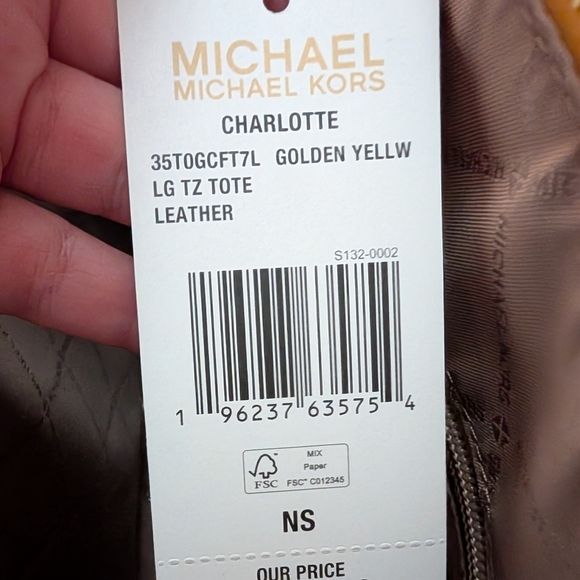 MICHAEL
MICHAEL KORS
CHARLOTTE
35T0GCFT7L GOLDEN YELLW
LG TZ TOTE
LEATHER
S132-0002
1 96237 63575 4
MIX
Paper
FSC FSC™ C012345
NS
OUR PRICE